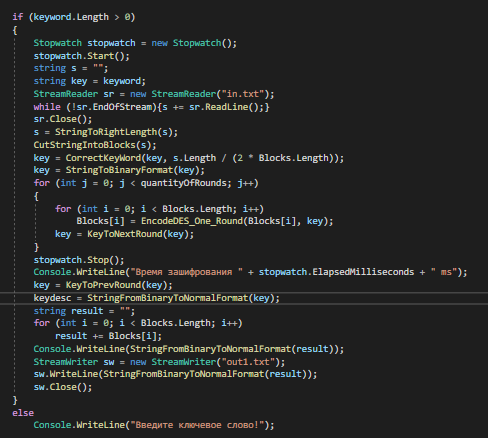 if (keyword.Length > 0)
{
Stopwatch stopwatch = new Stopwatch();
stopwatch.Start();
string s = "";
string key = keyword;
StreamReader sr = new StreamReader("in.txt");
while (!sr.EndOfStream){s += sr.ReadLine();}
sr.Close();
s = StringToRightLength(s);
CutStringIntoBlocks(s);
key = CorrectKeyWord(key, s.Length / (2 * Blocks.Length));
key = StringToBinaryFormat(key);
for (int j = 0; j < quantityOfRounds; j++)
{
for (int i = 0; i < Blocks.Length; i++)
Blocks[i] = EncodeDES_One_Round(Blocks[i], key);
key = KeyToNextRound(key);
}
stopwatch.Stop();
Console.WriteLine("Время зашифрования " + stopwatch.ElapsedMilliseconds + " ms");
key = KeyToPrevRound(key);
keydesc = StringFromBinaryToNormalFormat(key);
string result = "";
for (int i = 0; i < Blocks.Length; i++)
result += Blocks[i];
Console.WriteLine(StringFromBinaryToNormalFormat(result));
StreamWriter sw = new StreamWriter("out1.txt");
sw.WriteLine(StringFromBinaryToNormalFormat(result));
sw.Close();
}
else
Console.WriteLine("Введите ключевое слово!");